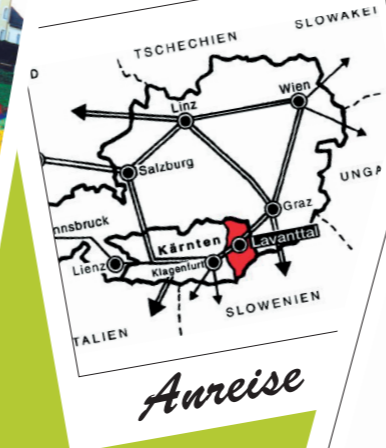 SLOWAKEI
TSCHECHIEN
D
Wien
Linz
Salzburg
UNGA
Graz
nnsbruck
Kärnten
Lavanttal
Lienz
Klagenfurt
SLOWENIEN
TALIEN
Anreise